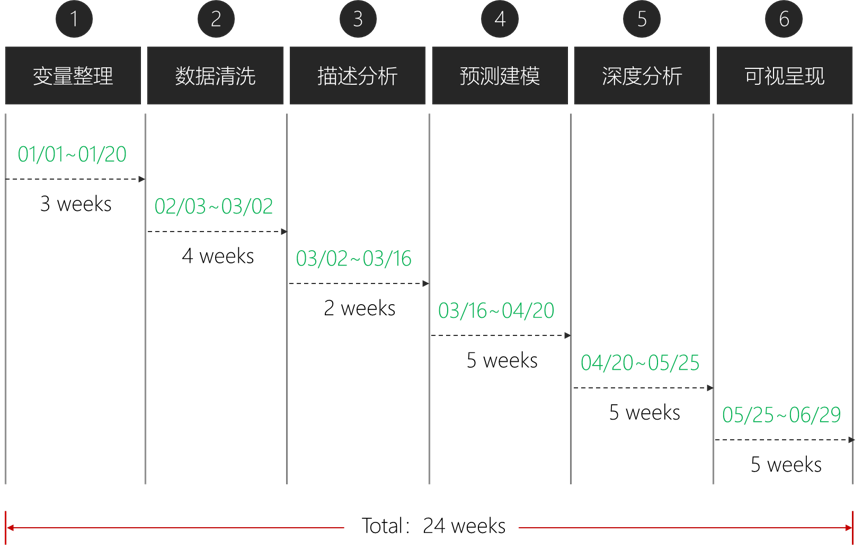 1 2 3 4 5 6
变量整理 数据清洗 描述分析 预测建模 深度分析 可视呈现
01/01~01/20
3 weeks
02/03~03/02
4 weeks
03/02~03/16
2 weeks
03/16~04/20
5 weeks
04/20~05/25
5 weeks
05/25~06/29
5 weeks
Total：24 weeks